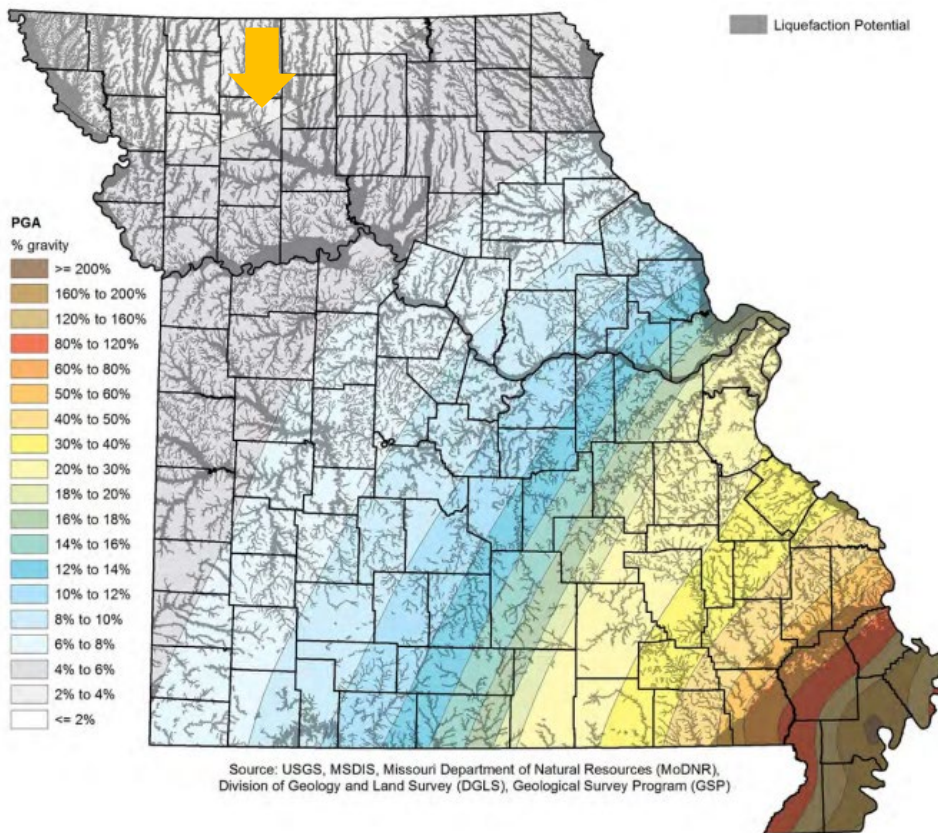 Liquefaction Potential
PGA
% gravity
>= 200%
160% to 200%
120% to 160%
80% to 120%
60% to 80%
50% to 60%
40% to 50%
30% to 40%
20% to 30%
18% to 20%
16% to 18%
14% to 16%
12% to 14%
10% to 12%
8% to 10%
6% to 8%
4% to 6%
2% to 4%
<= 2%
Source: USGS, MSDIS, Missouri Department of Natural Resources (MoDNR),
Division of Geology and Land Survey (DGLS), Geological Survey Program (GSP)